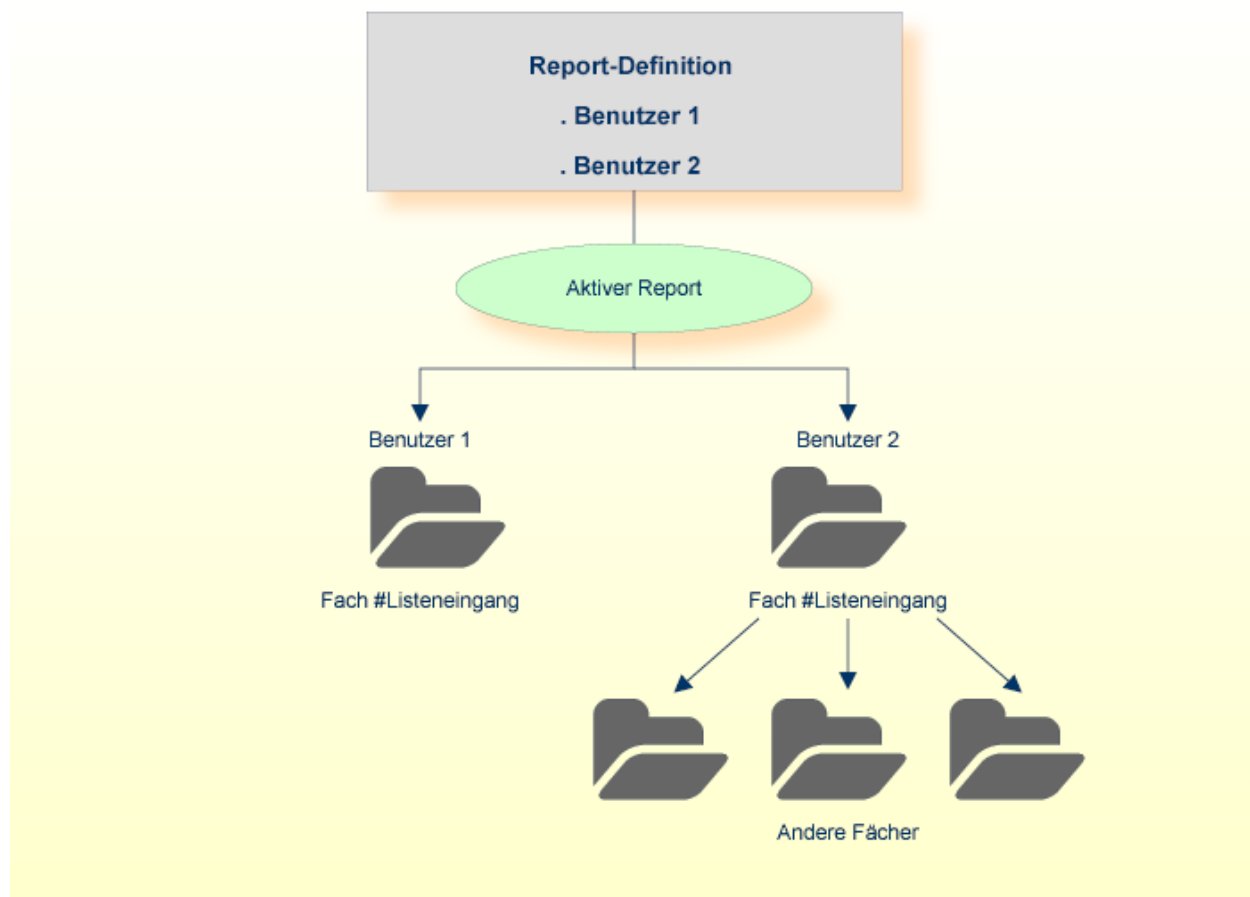 Report-Definition
. Benutzer 1
. Benutzer 2
Aktiver Report
Benutzer 1
Benutzer 2
Fach #Listeneingang
Fach #Listeneingang
Andere Fächer